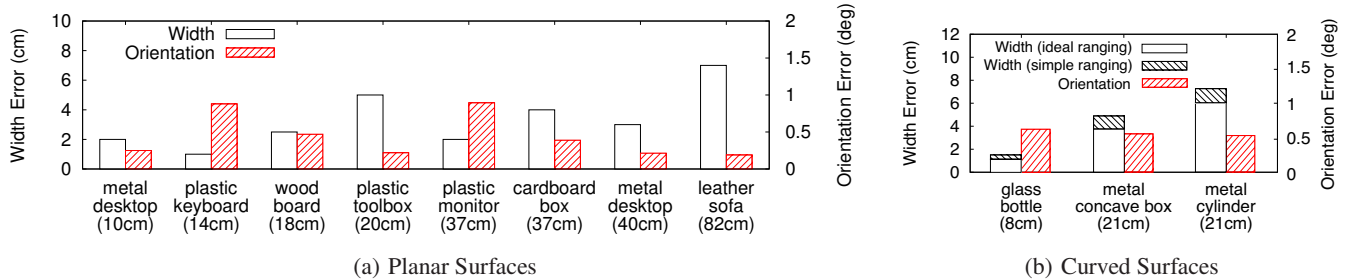 Width Error (cm)
10
8
6
4
2
0
Width
Orientation
2
1.5
1
0.5
0
Orientation Error (deg)
metal desktop (10cm)
plastic keyboard (14cm)
wood board (18cm)
plastic toolbox (20cm)
plastic monitor (37cm)
cardboard box (37cm)
metal desktop (40cm)
leather sofa (82cm)
(a) Planar Surfaces
Width Error (cm)
12
10
8
6
4
2
0
Width (ideal ranging)
Width (simple ranging)
Orientation
2
1.5
1
0.5
0
Orientation Error (deg)
glass bottle (8cm)
metal concave box (21cm)
metal cylinder (21cm)
(b) Curved Surfaces